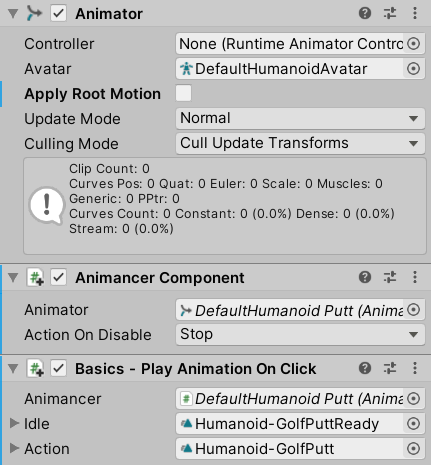 Animator
Controller None (Runtime Animator Contro
Avatar DefaultHumanoidAvatar
Apply Root Motion
Update Mode Normal
Culling Mode Cull Update Transforms
Clip Count: 0
Curves Pos: 0 Quat: 0 Euler: 0 Scale: 0 Muscles: 0
Generic: 0 PPtr: 0
Curves Count: 0 Constant: 0 (0.0%) Dense: 0 (0.0%)
Stream: 0 (0.0%)
Animancer Component
Animator DefaultHumanoid Putt (Anima
Action On Disable Stop
Basics - Play Animation On Click
Animancer DefaultHumanoid Putt (Anima
Idle Humanoid-GolfPuttReady
Action Humanoid-GolfPutt